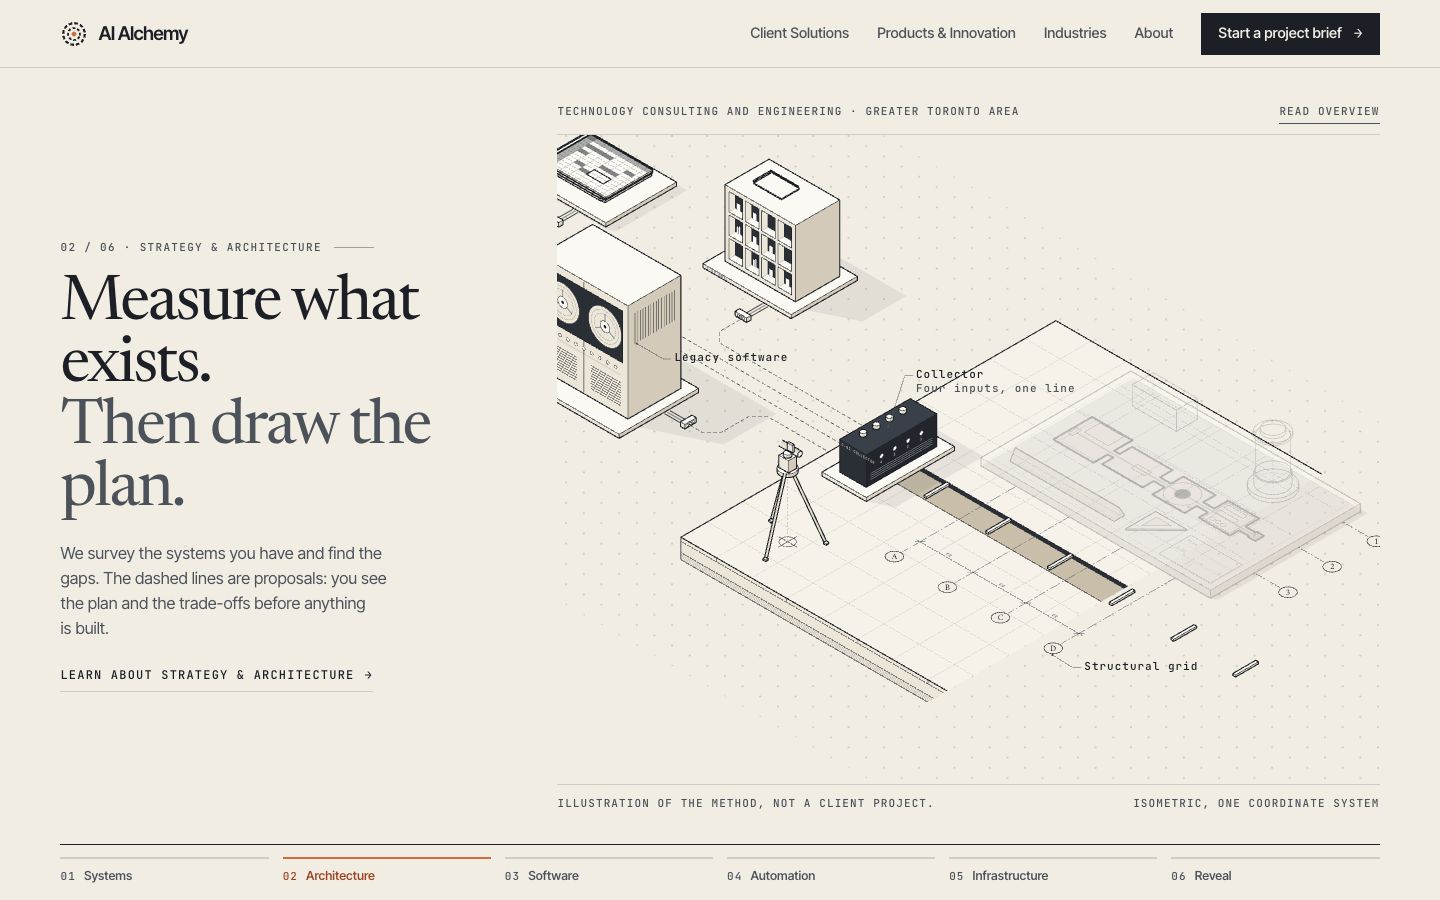 AI Alchemy
Client Solutions
Products & Innovation
Industries
About
Start a project brief →
TECHNOLOGY CONSULTING AND ENGINEERING · GREATER TORONTO AREA
READ OVERVIEW
02 / 06 · STRATEGY & ARCHITECTURE
Measure what
exists.
Then draw the
plan.
We survey the systems you have and find the
gaps. The dashed lines are proposals: you see
the plan and the trade-offs before anything
is built.
LEARN ABOUT STRATEGY & ARCHITECTURE →
Legacy software
Collector
Four inputs, one line
A
B
C
D
1
2
3
Structural grid
ILLUSTRATION OF THE METHOD, NOT A CLIENT PROJECT.
ISOMETRIC, ONE COORDINATE SYSTEM
01 Systems
02 Architecture
03 Software
04 Automation
05 Infrastructure
06 Reveal